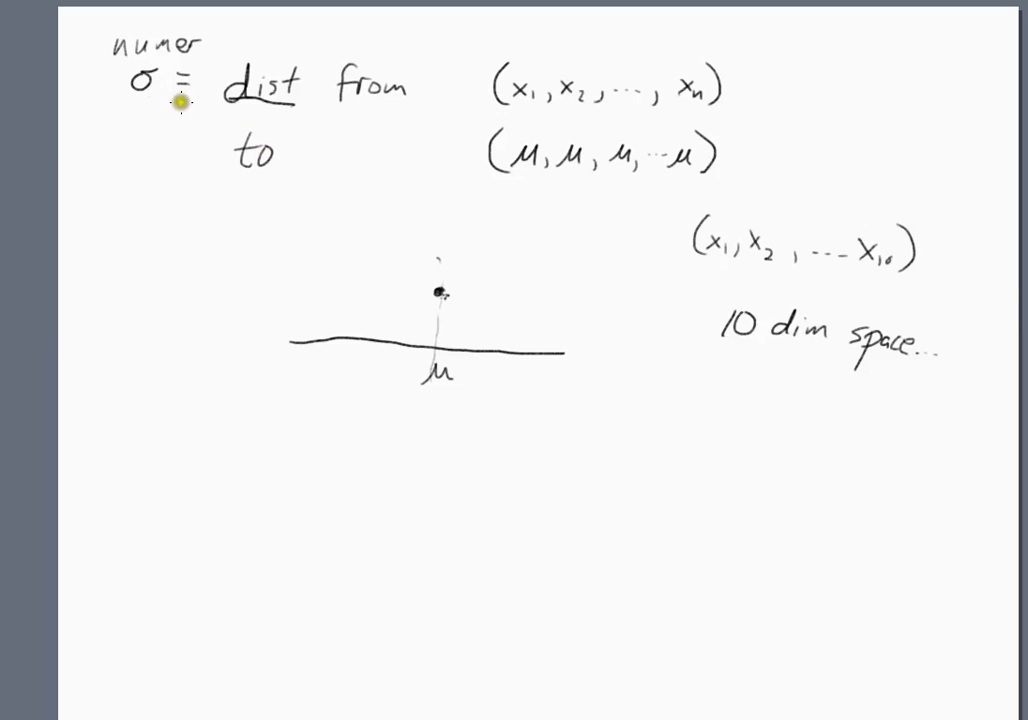 numer
σ = dist from (x₁, x₂, ..., xₙ)
to (μ, μ, μ, ... μ)
(x₁, x₂, ... x₁₀)
10 dim space...
μ